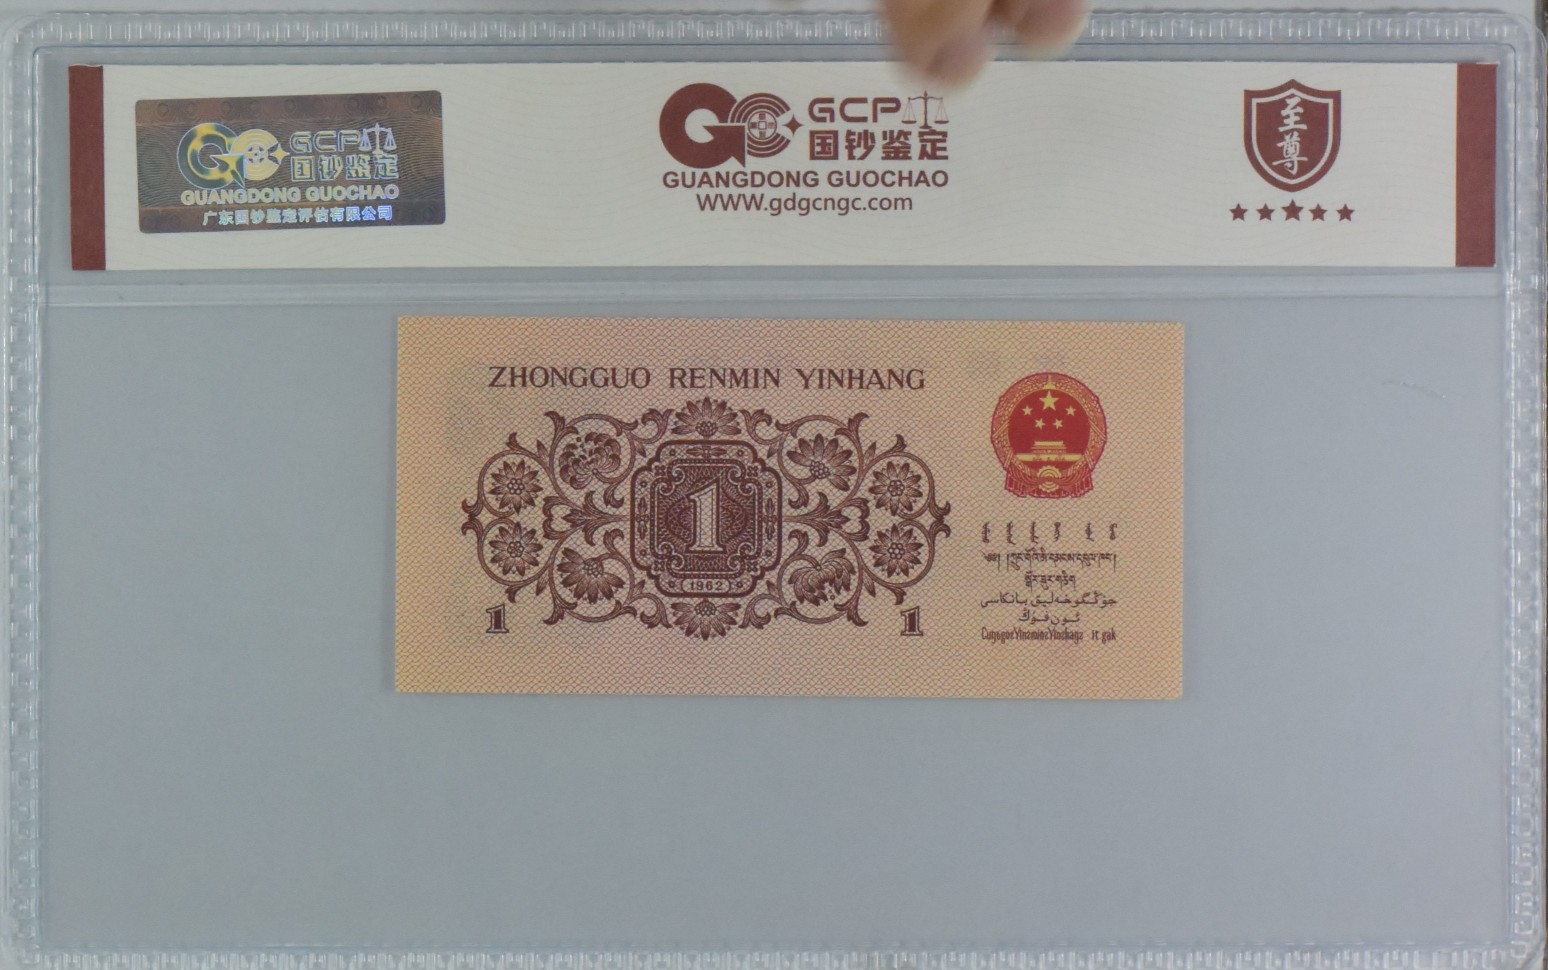 GCP
国钞鉴定
GUANGDONG GUOCHAO
广东国钞鉴定评估有限公司
GCP
国钞鉴定
GUANGDONG GUOCHAO
WWW.gdgcngc.com
至尊
ZHONGGUO RENMIN YINHANG
1
(1962)
1
1
جۇڭگوخەلىق بانكاسى